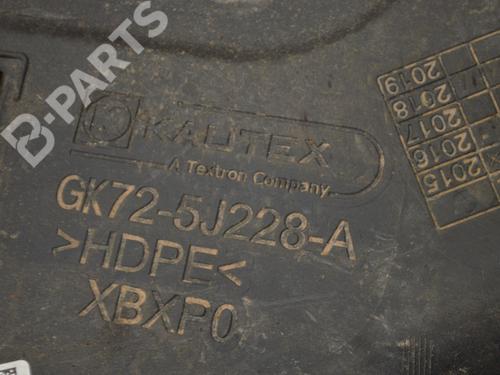 B-PARTS
KAUTEX
A Textron Company
GK72-5J228-A
>HDPE<
XBXP0
2019
2018
2017
2016
2015